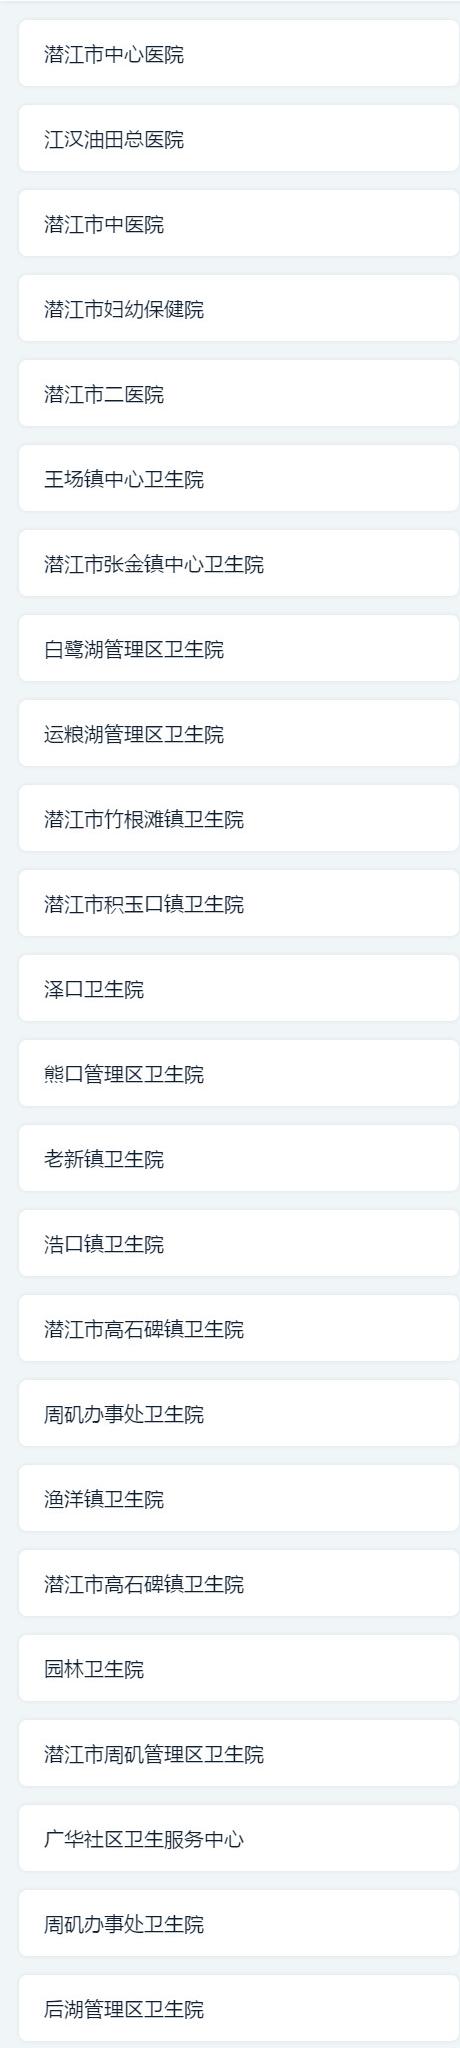 潜江市中心医院
江汉油田总医院
潜江市中医院
潜江市妇幼保健院
潜江市二医院
王场镇中心卫生院
潜江市张金镇中心卫生院
白鹭湖管理区卫生院
运粮湖管理区卫生院
潜江市竹根滩镇卫生院
潜江市积玉口镇卫生院
泽口卫生院
熊口管理区卫生院
老新镇卫生院
浩口镇卫生院
潜江市高石碑镇卫生院
周矶办事处卫生院
渔洋镇卫生院
潜江市高石碑镇卫生院
园林卫生院
潜江市周矶管理区卫生院
广华社区卫生服务中心
周矶办事处卫生院
后湖管理区卫生院